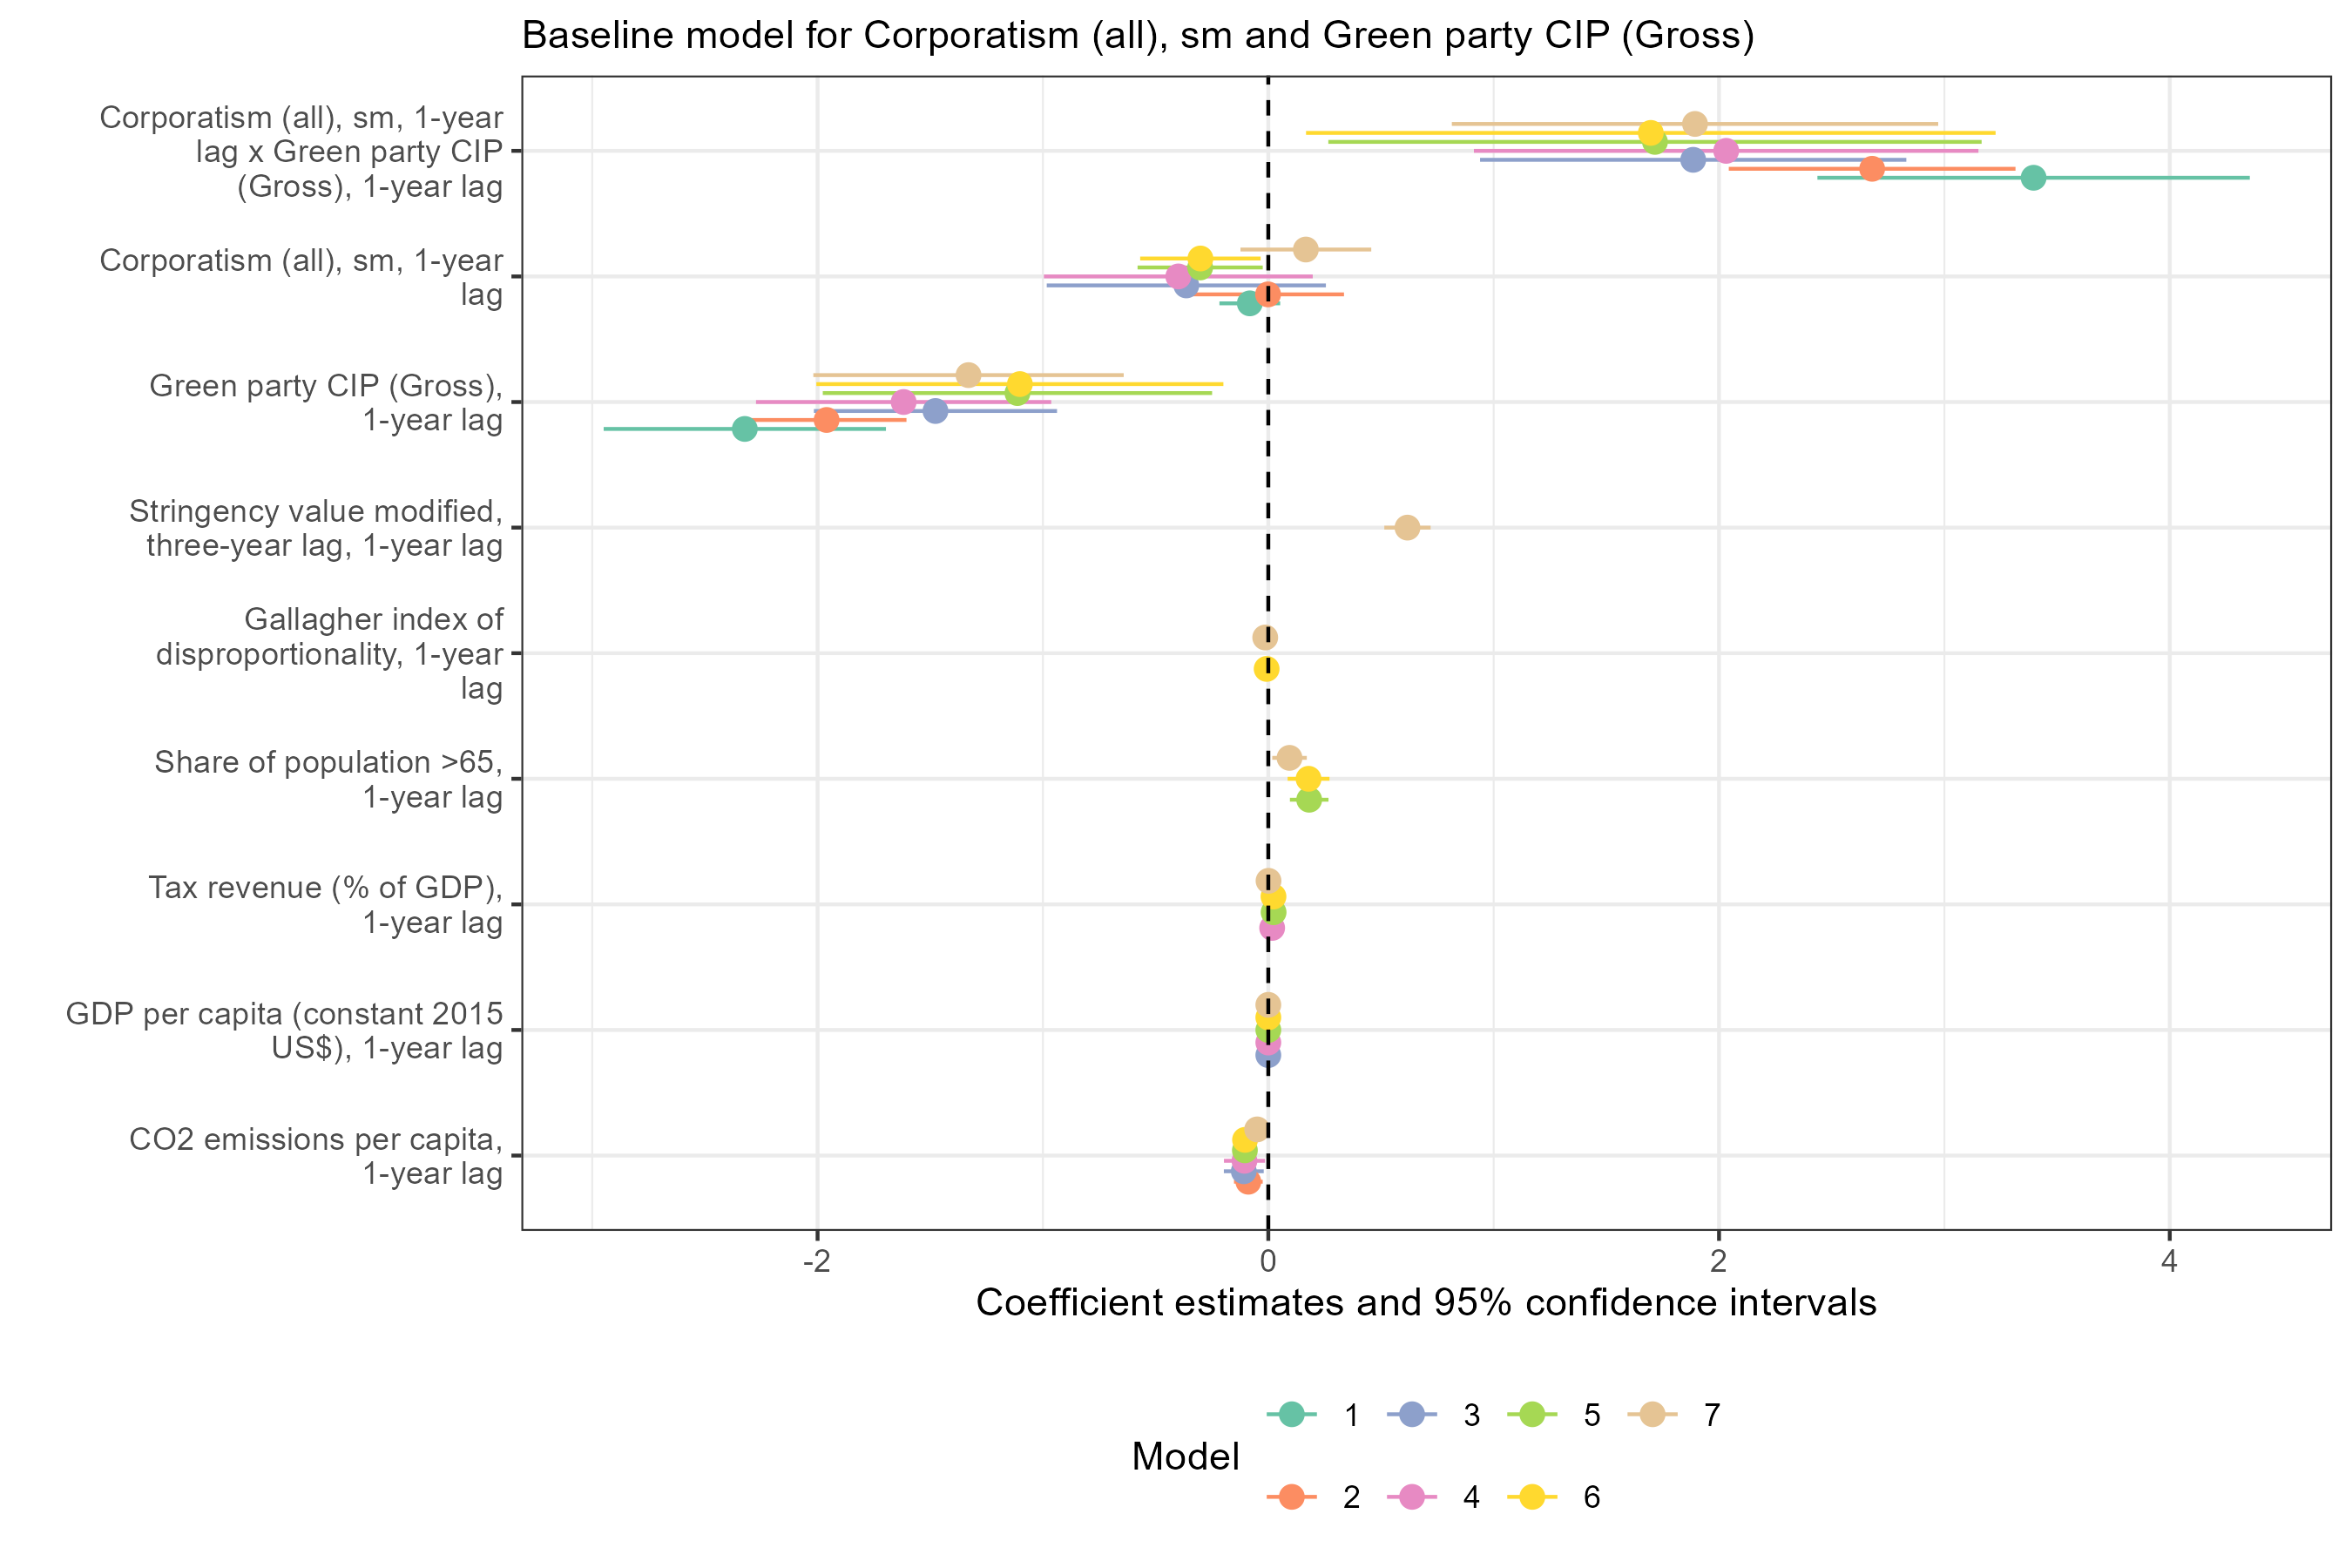 Baseline model for Corporatism (all), sm and Green party CIP (Gross)
Corporatism (all), sm, 1-year
lag x Green party CIP
(Gross), 1-year lag
Corporatism (all), sm, 1-year
lag
Green party CIP (Gross),
1-year lag
Stringency value modified,
three-year lag, 1-year lag
Gallagher index of
disproportionality, 1-year
lag
Share of population >65,
1-year lag
Tax revenue (% of GDP),
1-year lag
GDP per capita (constant 2015
US$), 1-year lag
CO2 emissions per capita,
1-year lag
-2 0 2 4
Coefficient estimates and 95% confidence intervals
Model
1 3 5 7
2 4 6